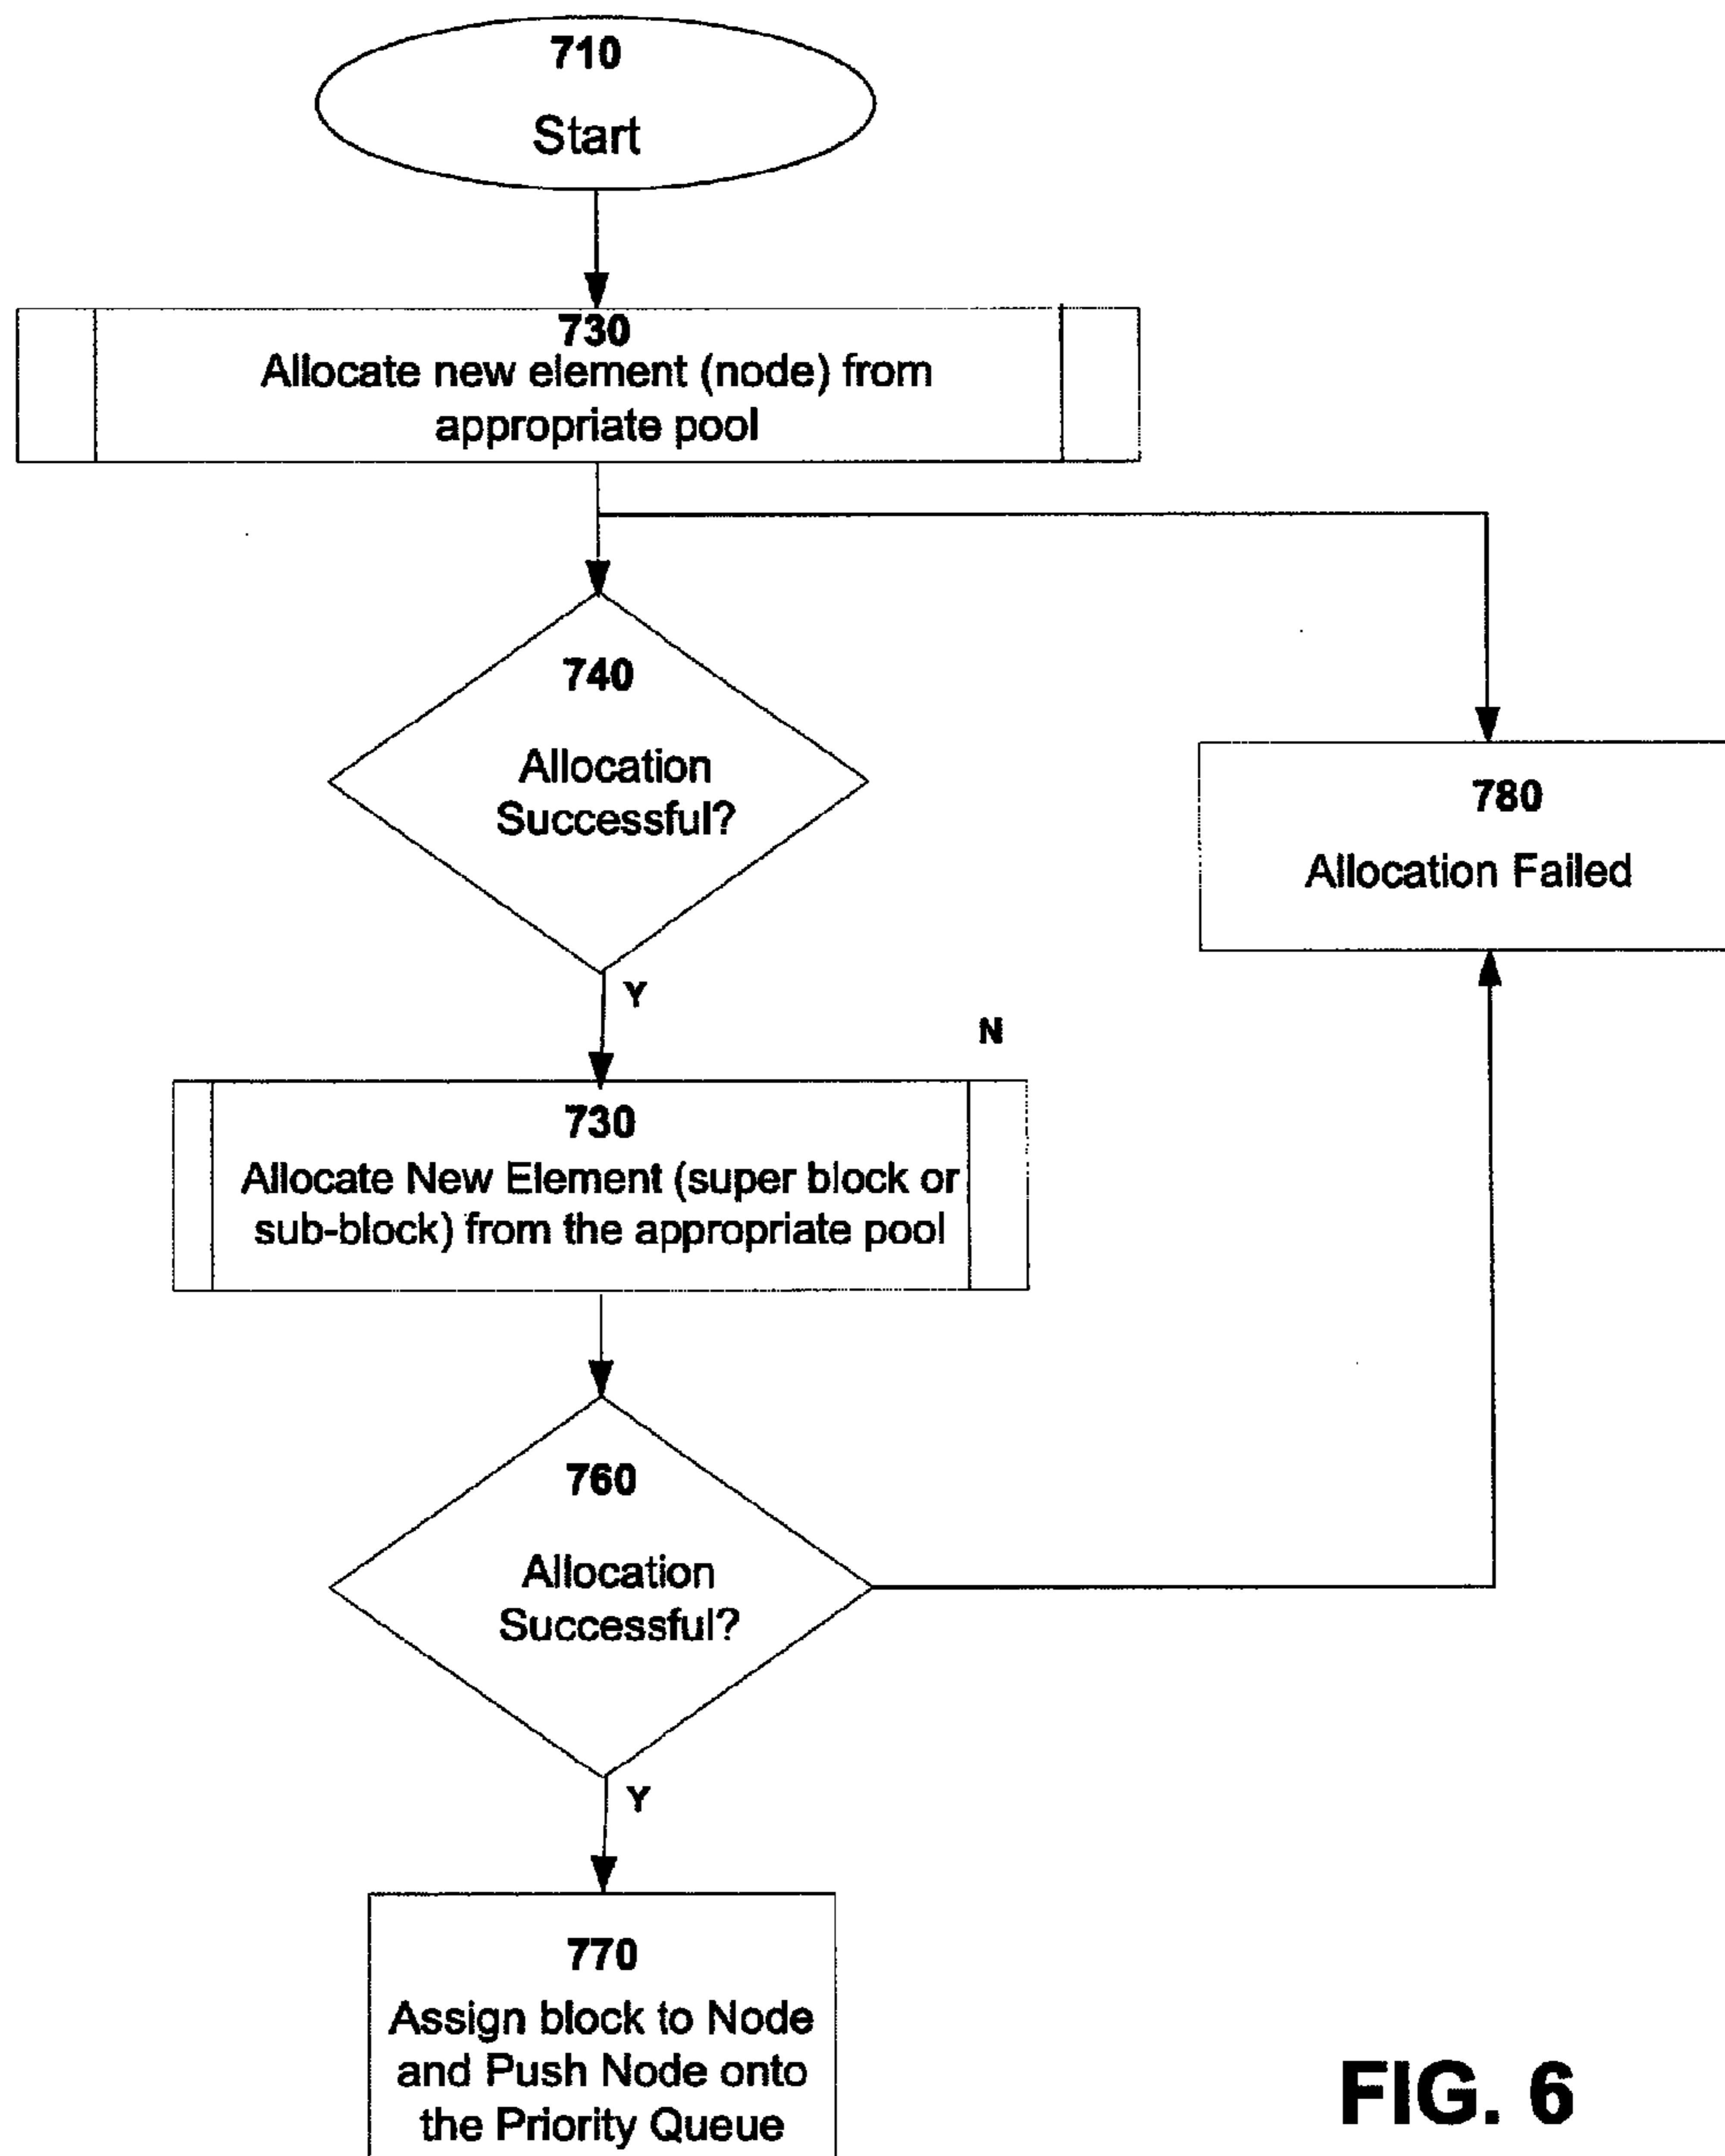 710
Start
730
Allocate new element (node) from
appropriate pool
740
Allocation
Successful?
780
Allocation Failed
Y
N
730
Allocate New Element (super block or
sub-block) from the appropriate pool
760
Allocation
Successful?
Y
770
Assign block to Node
and Push Node onto
the Priority Queue
FIG. 6